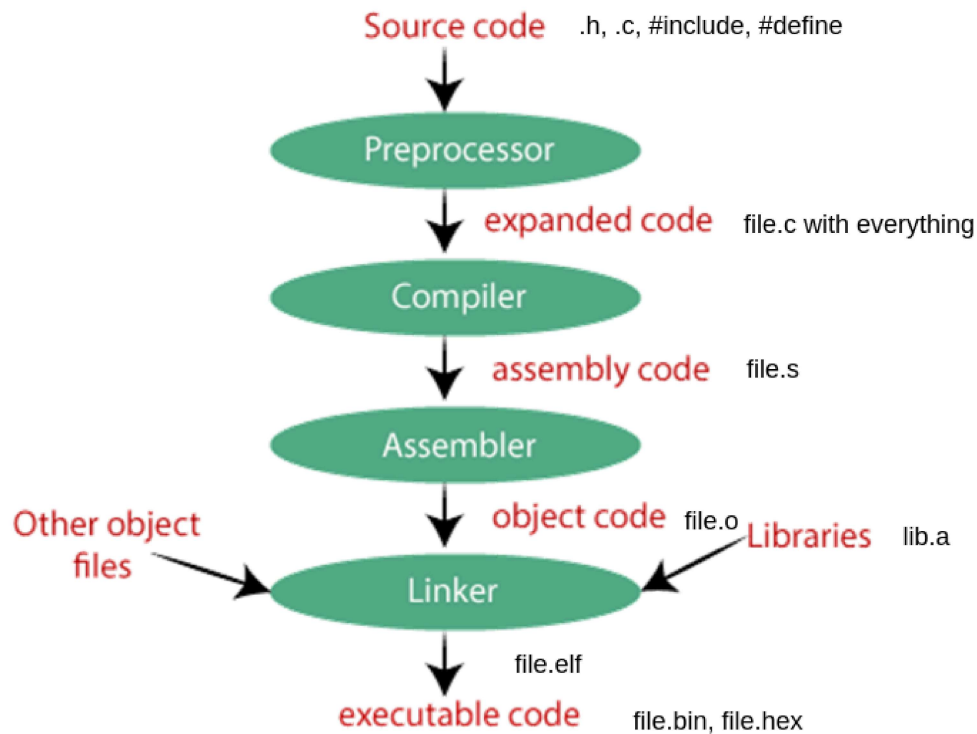 Source code .h, .c, #include, #define
Preprocessor
expanded code file.c with everything
Compiler
assembly code file.s
Assembler
object code file.o
Other object
files
Libraries lib.a
Linker
file.elf
executable code file.bin, file.hex